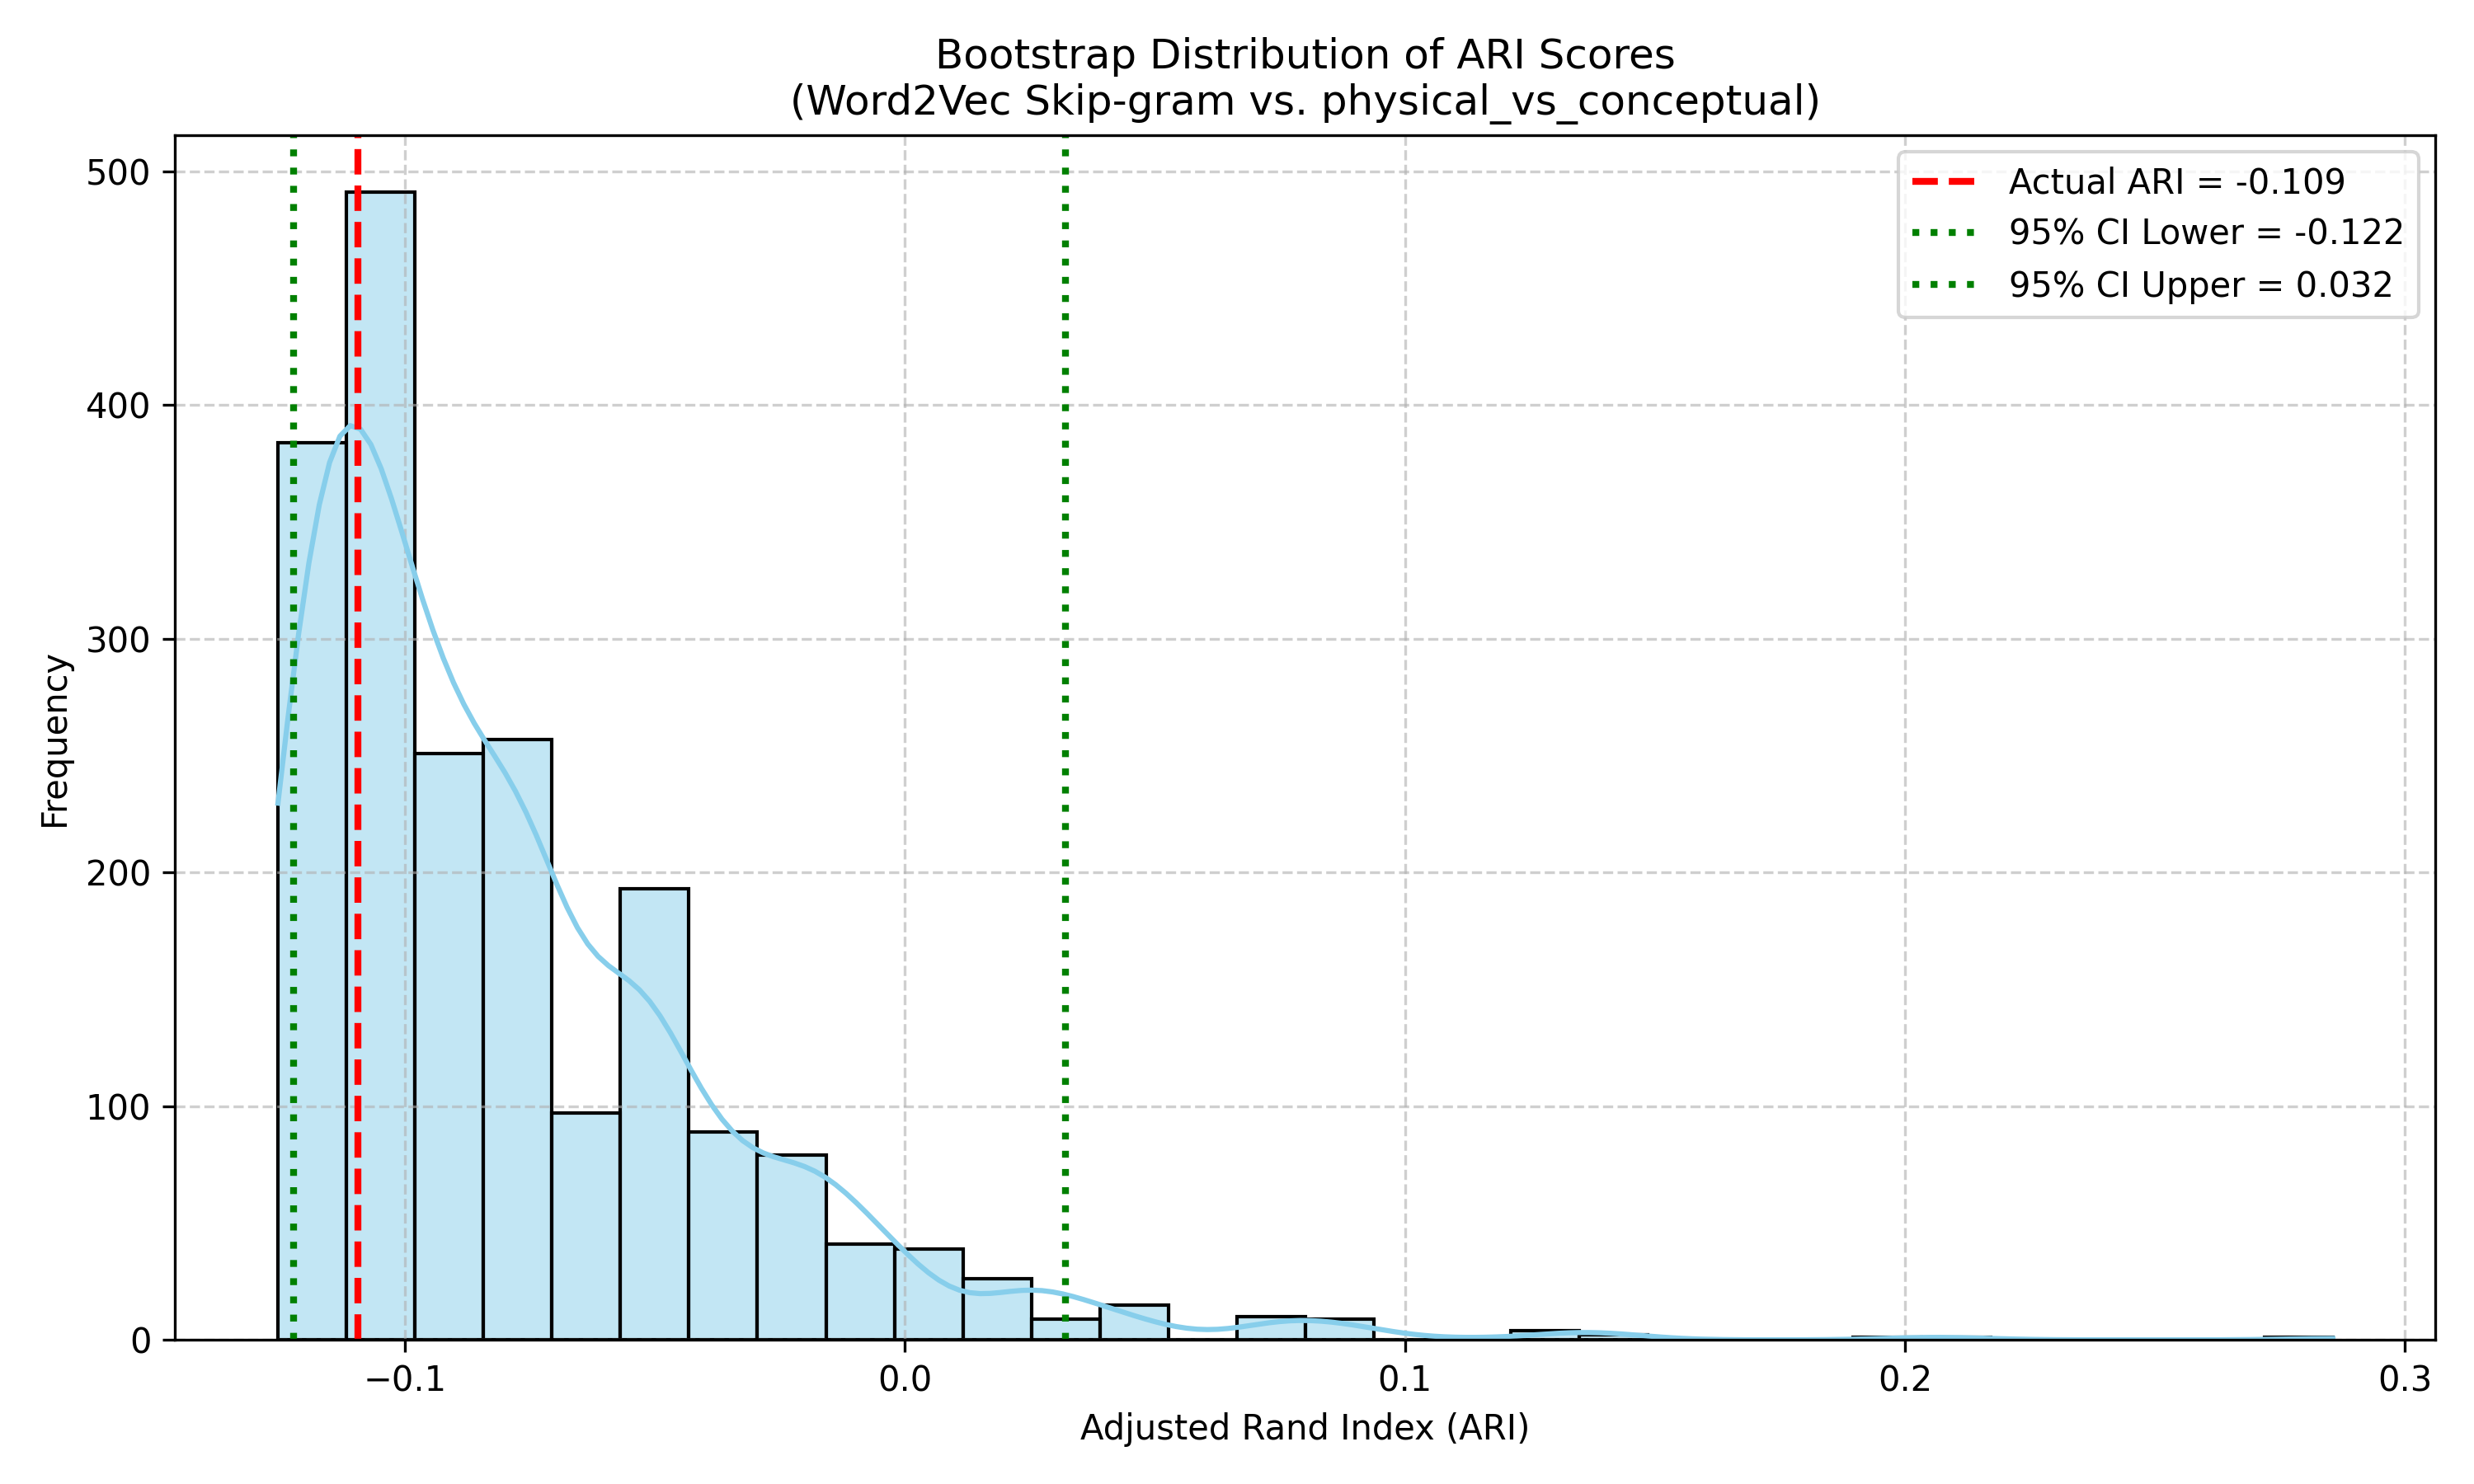 Bootstrap Distribution of ARI Scores
(Word2Vec Skip-gram vs. physical_vs_conceptual)
Actual ARI = -0.109
95% CI Lower = -0.122
95% CI Upper = 0.032
Frequency
500
400
300
200
100
0
−0.1
0.0
0.1
0.2
0.3
Adjusted Rand Index (ARI)